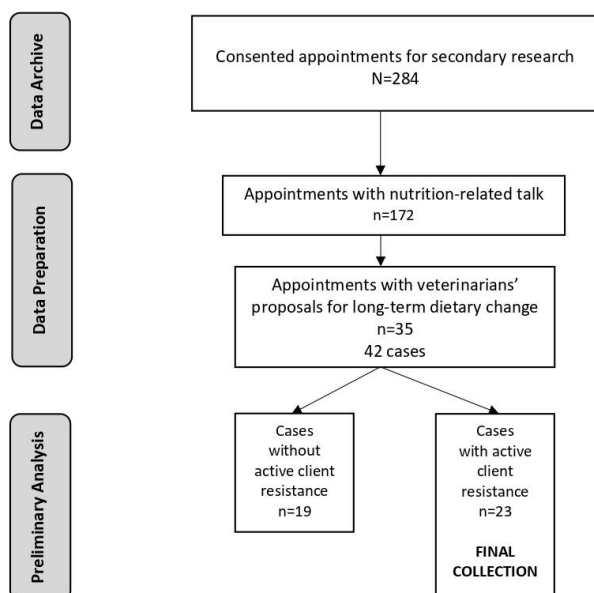 Data Archive
Consented appointments for secondary research
N=284
Data Preparation
Appointments with nutrition-related talk
n=172
Appointments with veterinarians’
proposals for long-term dietary change
n=35
42 cases
Preliminary Analysis
Cases
without
active client
resistance
n=19
Cases
with active
client
resistance
n=23
FINAL
COLLECTION